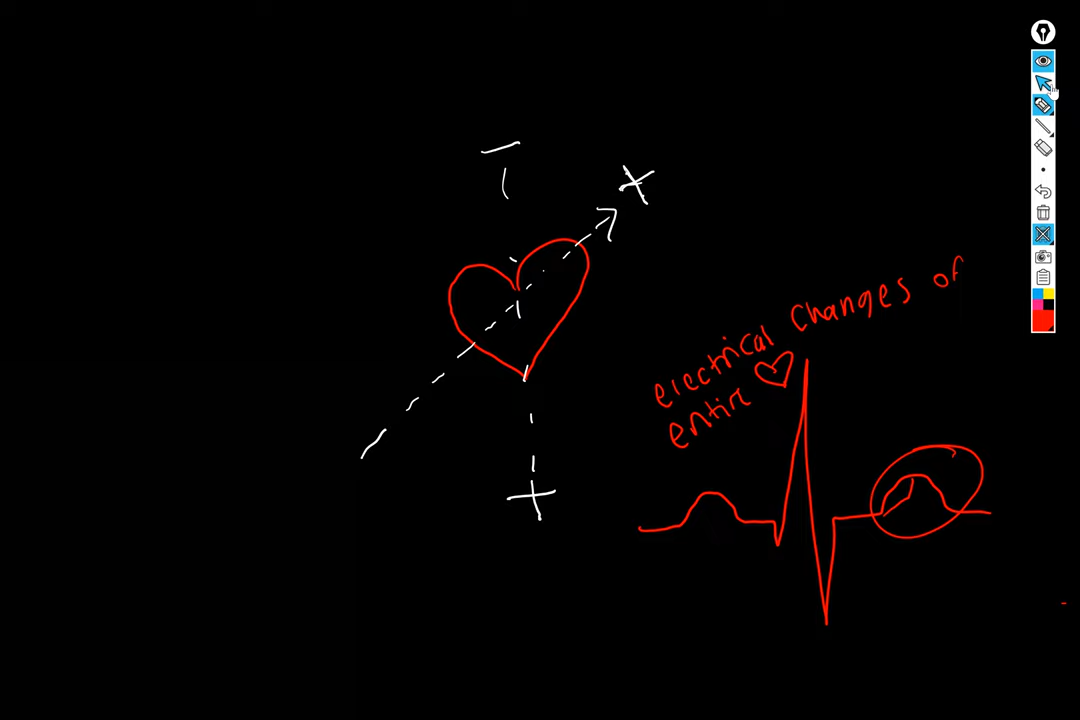 −
+
electrical changes of
entire
+